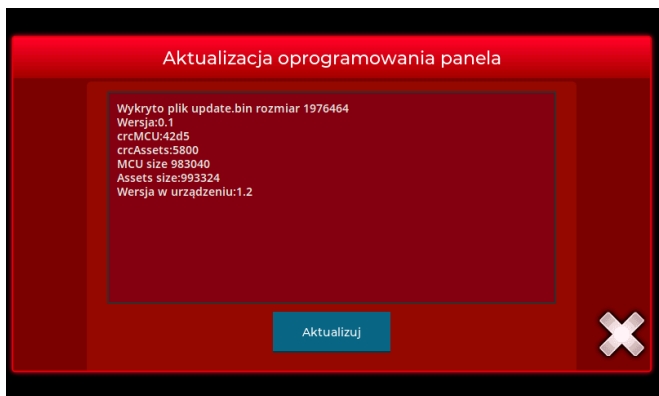 Aktualizacja oprogramowania panela
Wykryto plik update.bin rozmiar 1976464
Wersja:0.1
crcMCU:42d5
crcAssets:5800
MCU size 983040
Assets size:993324
Wersja w urządzeniu:1.2
Aktualizuj